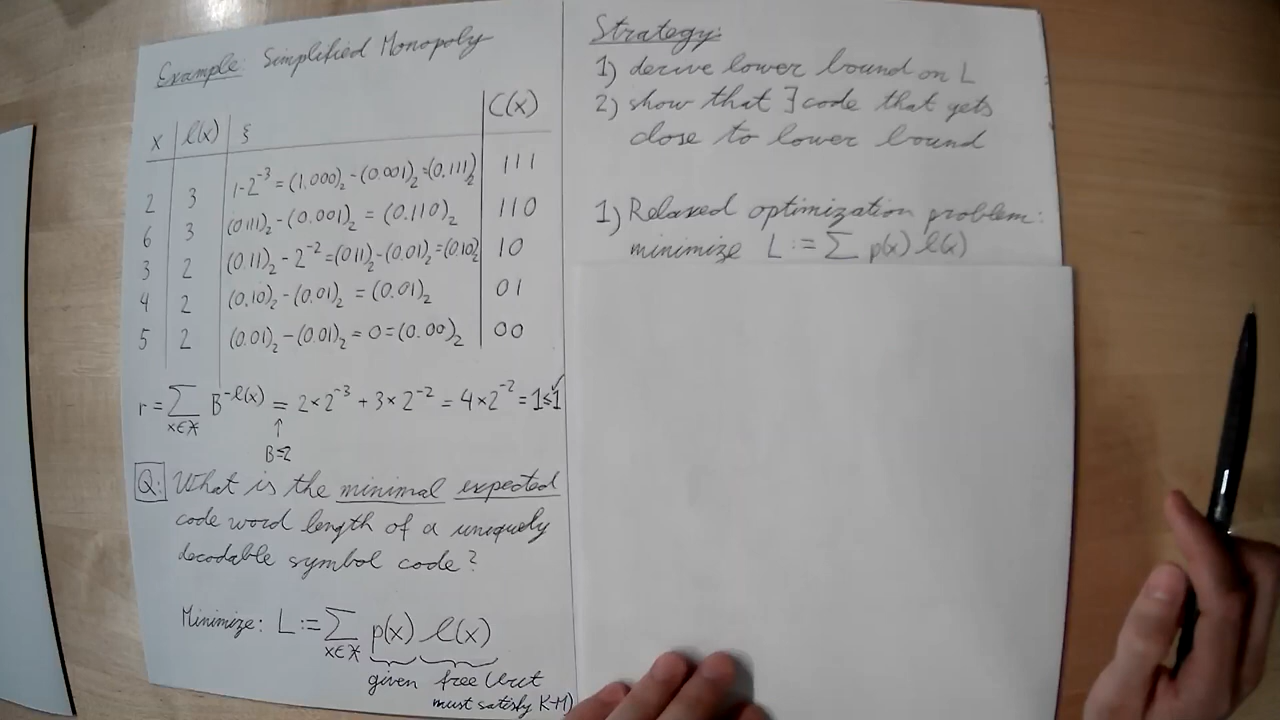 Example: Simplified Monopoly
x | ℓ(x) | ξ | C(x)
2 | 3 | 1-2⁻³ = (1.000)₂ - (0.001)₂ = (0.111)₂ | 111
6 | 3 | (0.111)₂ - (0.001)₂ = (0.110)₂ | 110
3 | 2 | (0.11)₂ - 2⁻² = (0.11)₂ - (0.01)₂ = (0.10)₂ | 10
4 | 2 | (0.10)₂ - (0.01)₂ = (0.01)₂ | 01
5 | 2 | (0.01)₂ - (0.01)₂ = 0 = (0.00)₂ | 00
r = ∑ B^-ℓ(x) = 2×2⁻³ + 3×2⁻² = 4×2⁻² = 1 ≤ 1 ✓
x∈𝔛 ↑
B=2
Q: What is the minimal expected
code word length of a uniquely
decodable symbol code?
Minimize: L := ∑ p(x) ℓ(x)
x∈𝔛
given free (but
must satisfy KM)
Strategy:
1) derive lower bound on L
2) show that ∃ code that gets
close to lower bound
1) Relaxed optimization problem:
minimize L := ∑ p(x) ℓ(x)